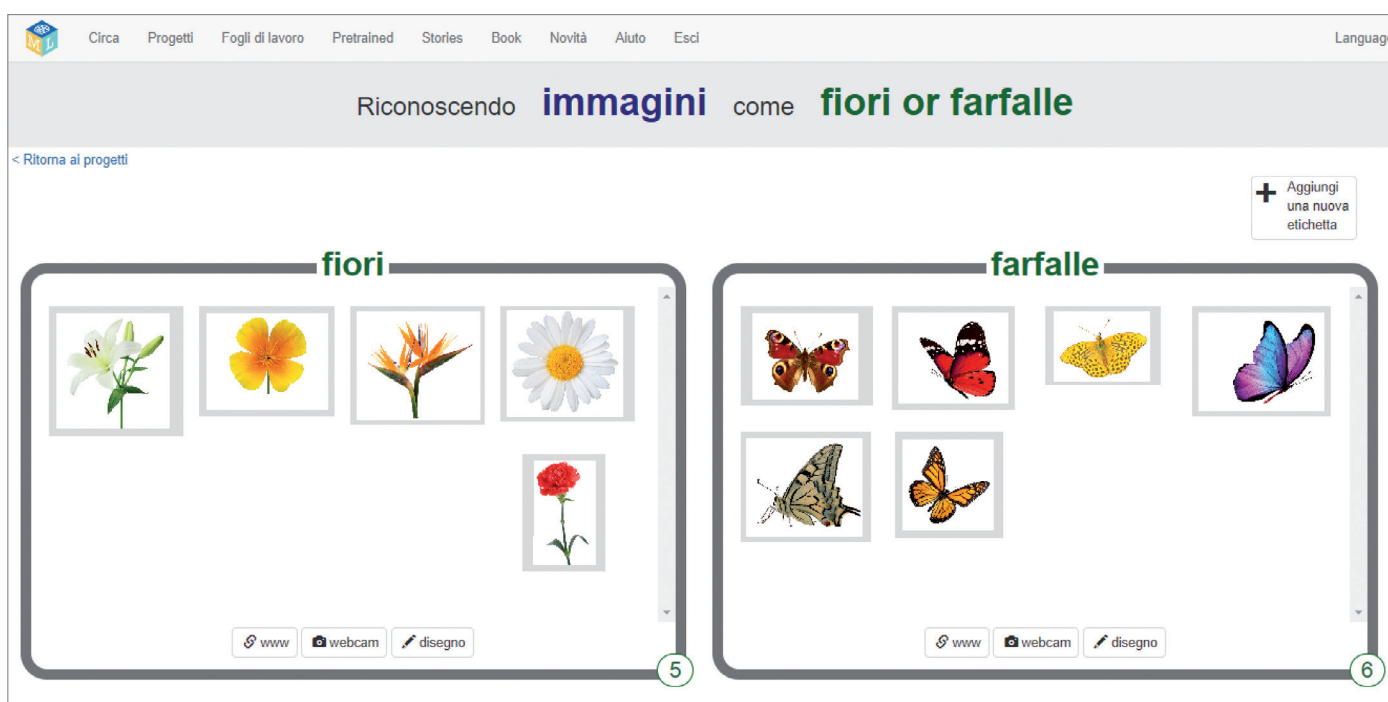 ML
Circa Progetti Fogli di lavoro Pretrained Stories Book Novità Aiuto Esci Language
Riconoscendo immagini come fiori or farfalle
< Ritorna ai progetti
+ Aggiungi
una nuova
etichetta
fiori
www webcam disegno
5
farfalle
www webcam disegno
6